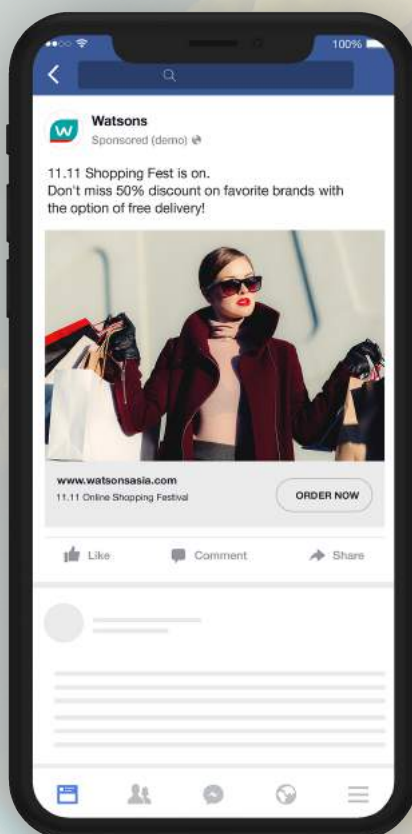 100%
W
Watsons
Sponsored (demo)
11.11 Shopping Fest is on.
Don't miss 50% discount on favorite brands with
the option of free delivery!
www.watsonsasia.com
11.11 Online Shopping Festival
ORDER NOW
Like
Comment
Share